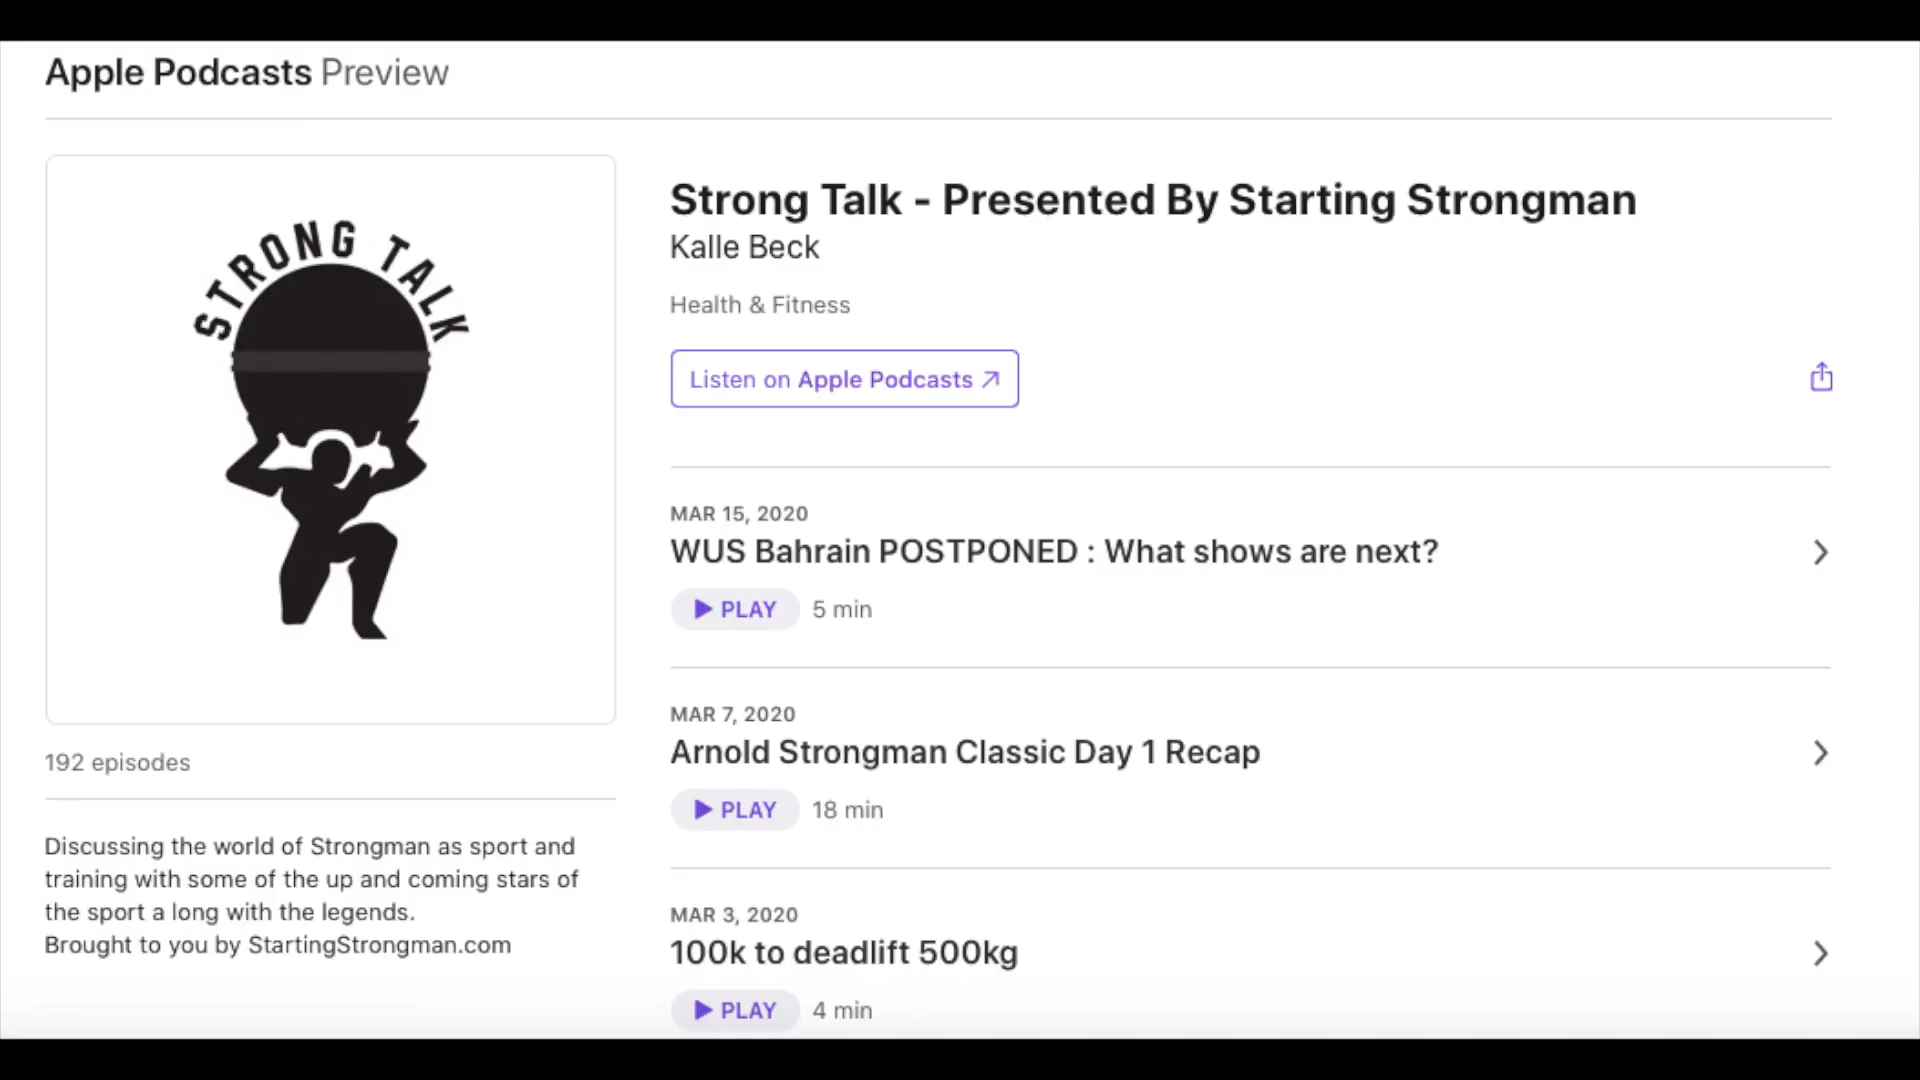 Apple Podcasts Preview
STRONG TALK
192 episodes
Discussing the world of Strongman as sport and
training with some of the up and coming stars of
the sport a long with the legends.
Brought to you by StartingStrongman.com
Strong Talk - Presented By Starting Strongman
Kalle Beck
Health & Fitness
Listen on Apple Podcasts
MAR 15, 2020
WUS Bahrain POSTPONED : What shows are next?
PLAY 5 min
MAR 7, 2020
Arnold Strongman Classic Day 1 Recap
PLAY 18 min
MAR 3, 2020
100k to deadlift 500kg
PLAY 4 min